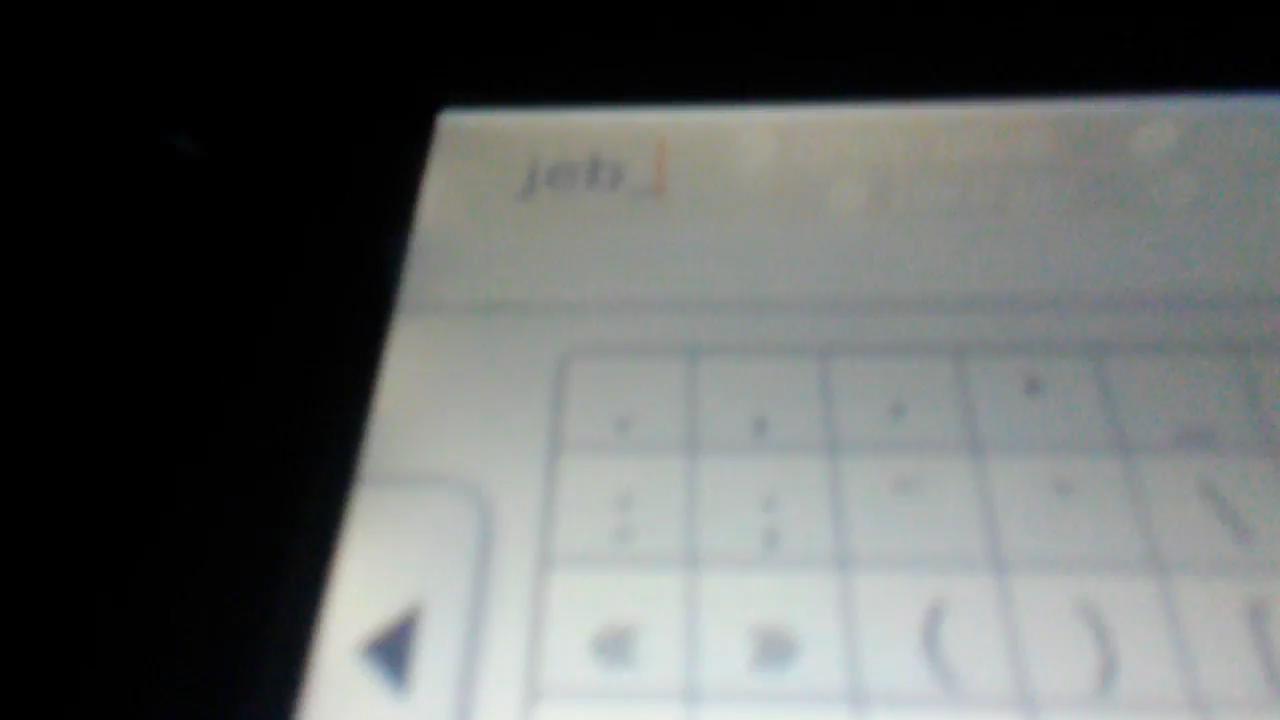 jeb_
. , ' • _
: ; ~ ° \
« » ( ) [